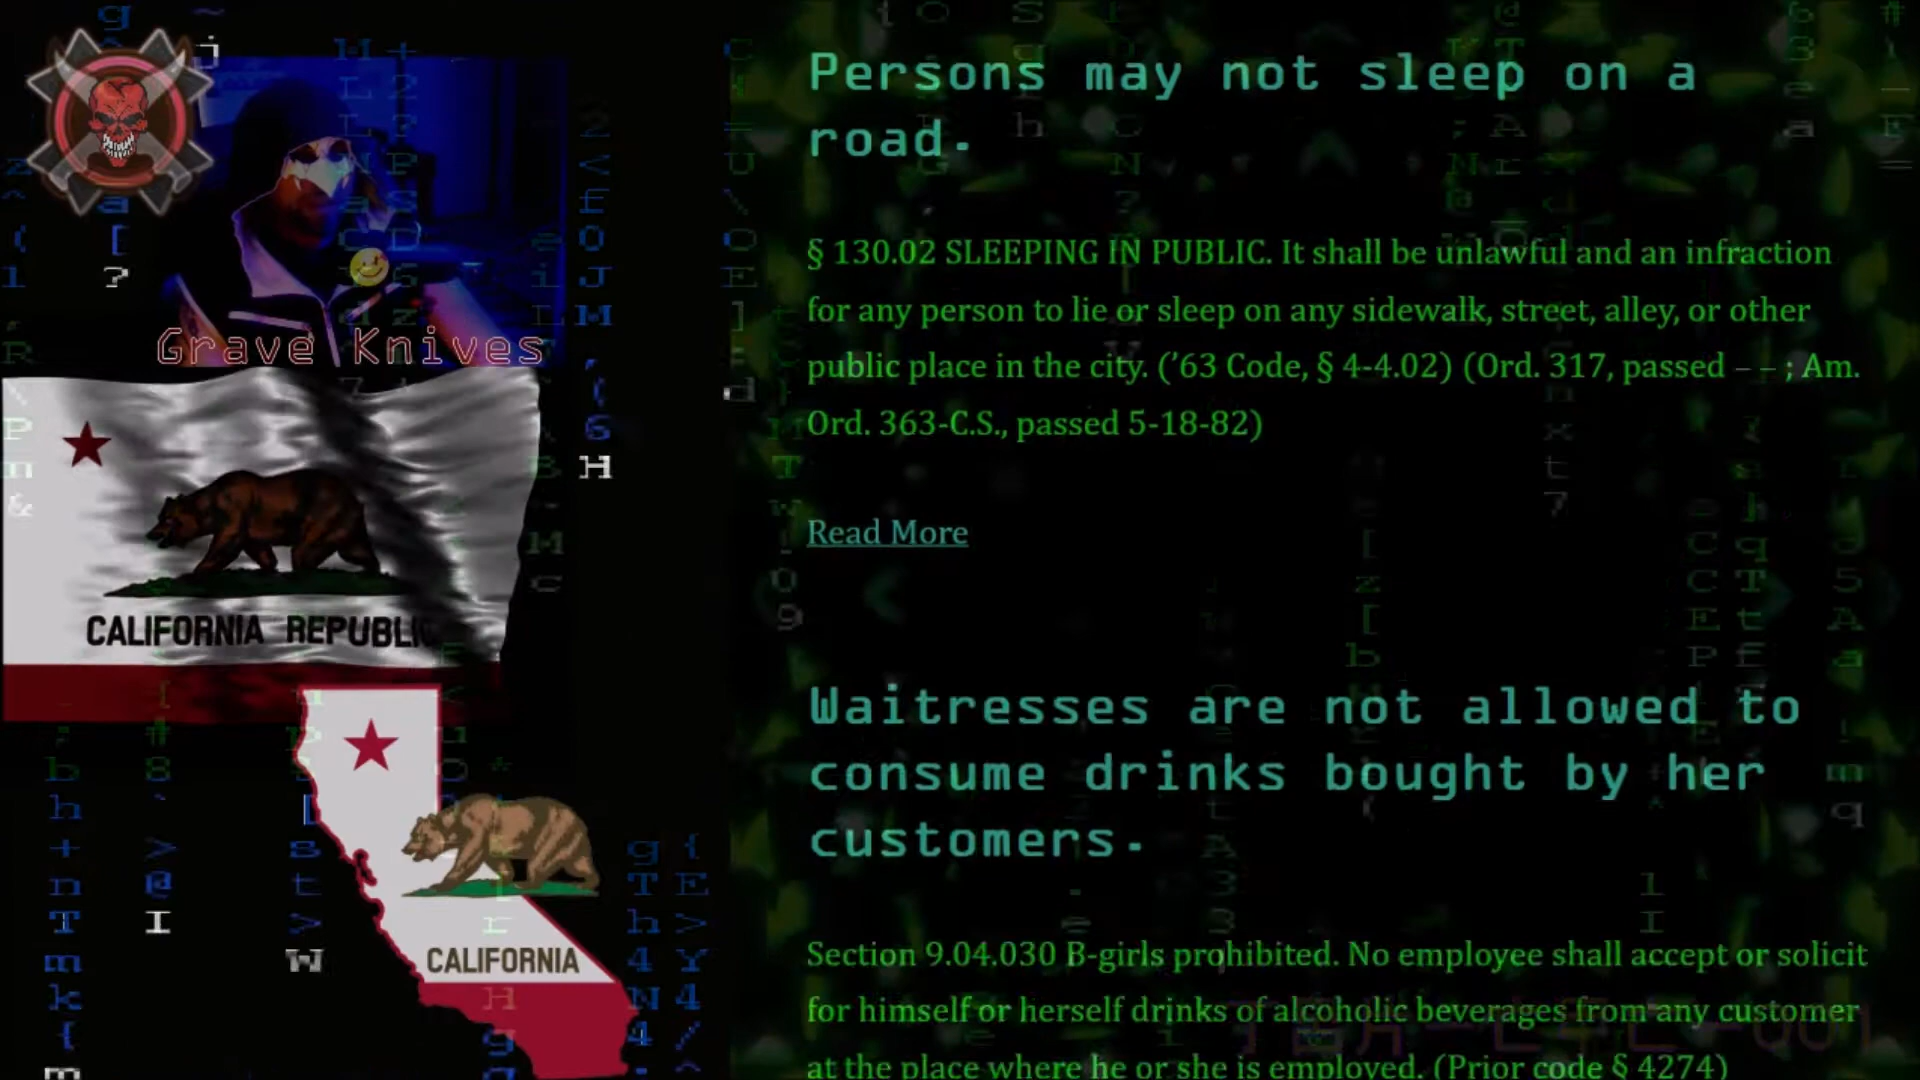 Grave Knives
CALIFORNIA REPUBLIC
CALIFORNIA
Persons may not sleep on a
road.
§ 130.02 SLEEPING IN PUBLIC. It shall be unlawful and an infraction
for any person to lie or sleep on any sidewalk, street, alley, or other
public place in the city. (’63 Code, § 4-4.02) (Ord. 317, passed – – ; Am.
Ord. 363-C.S., passed 5-18-82)
Read More
Waitresses are not allowed to
consume drinks bought by her
customers.
Section 9.04.030 B-girls prohibited. No employee shall accept or solicit
for himself or herself drinks of alcoholic beverages from any customer
at the place where he or she is employed. (Prior code § 4274)